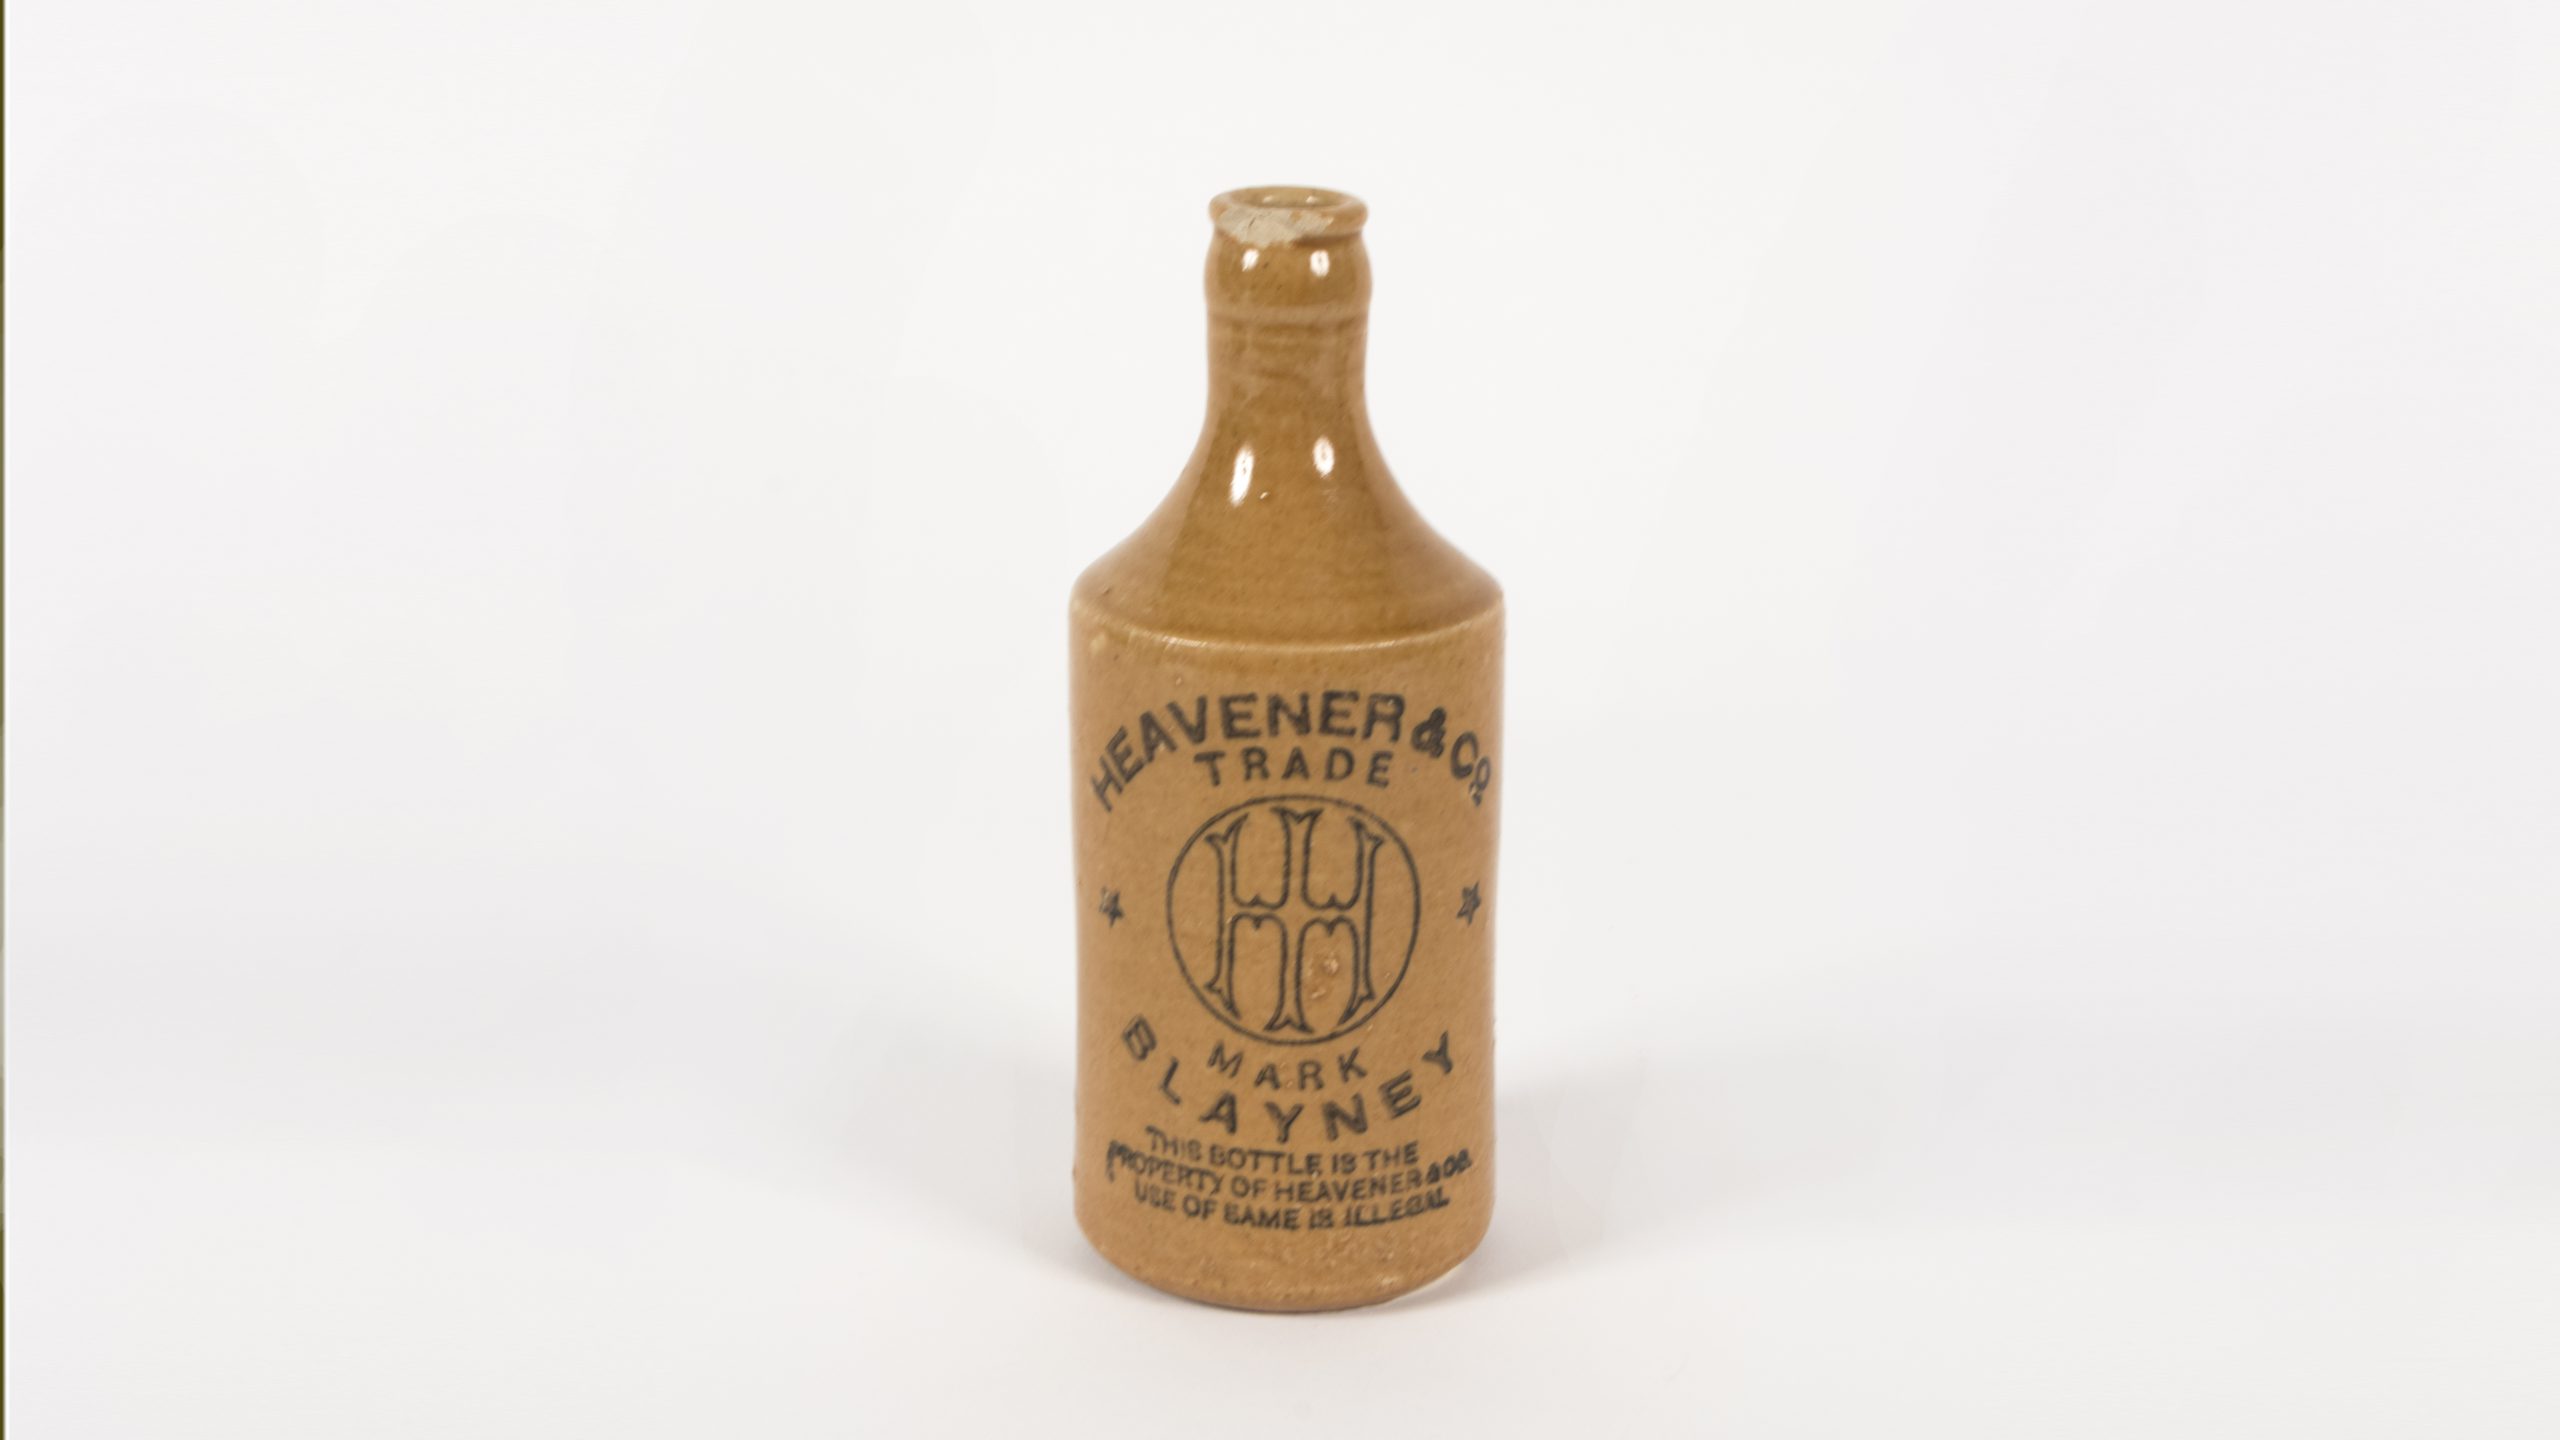 HEAVENER & Co.
TRADE
HH
MARK
BLAYNEY
THIS BOTTLE IS THE
PROPERTY OF HEAVENER & CO.
USE OF SAME IS ILLEGAL